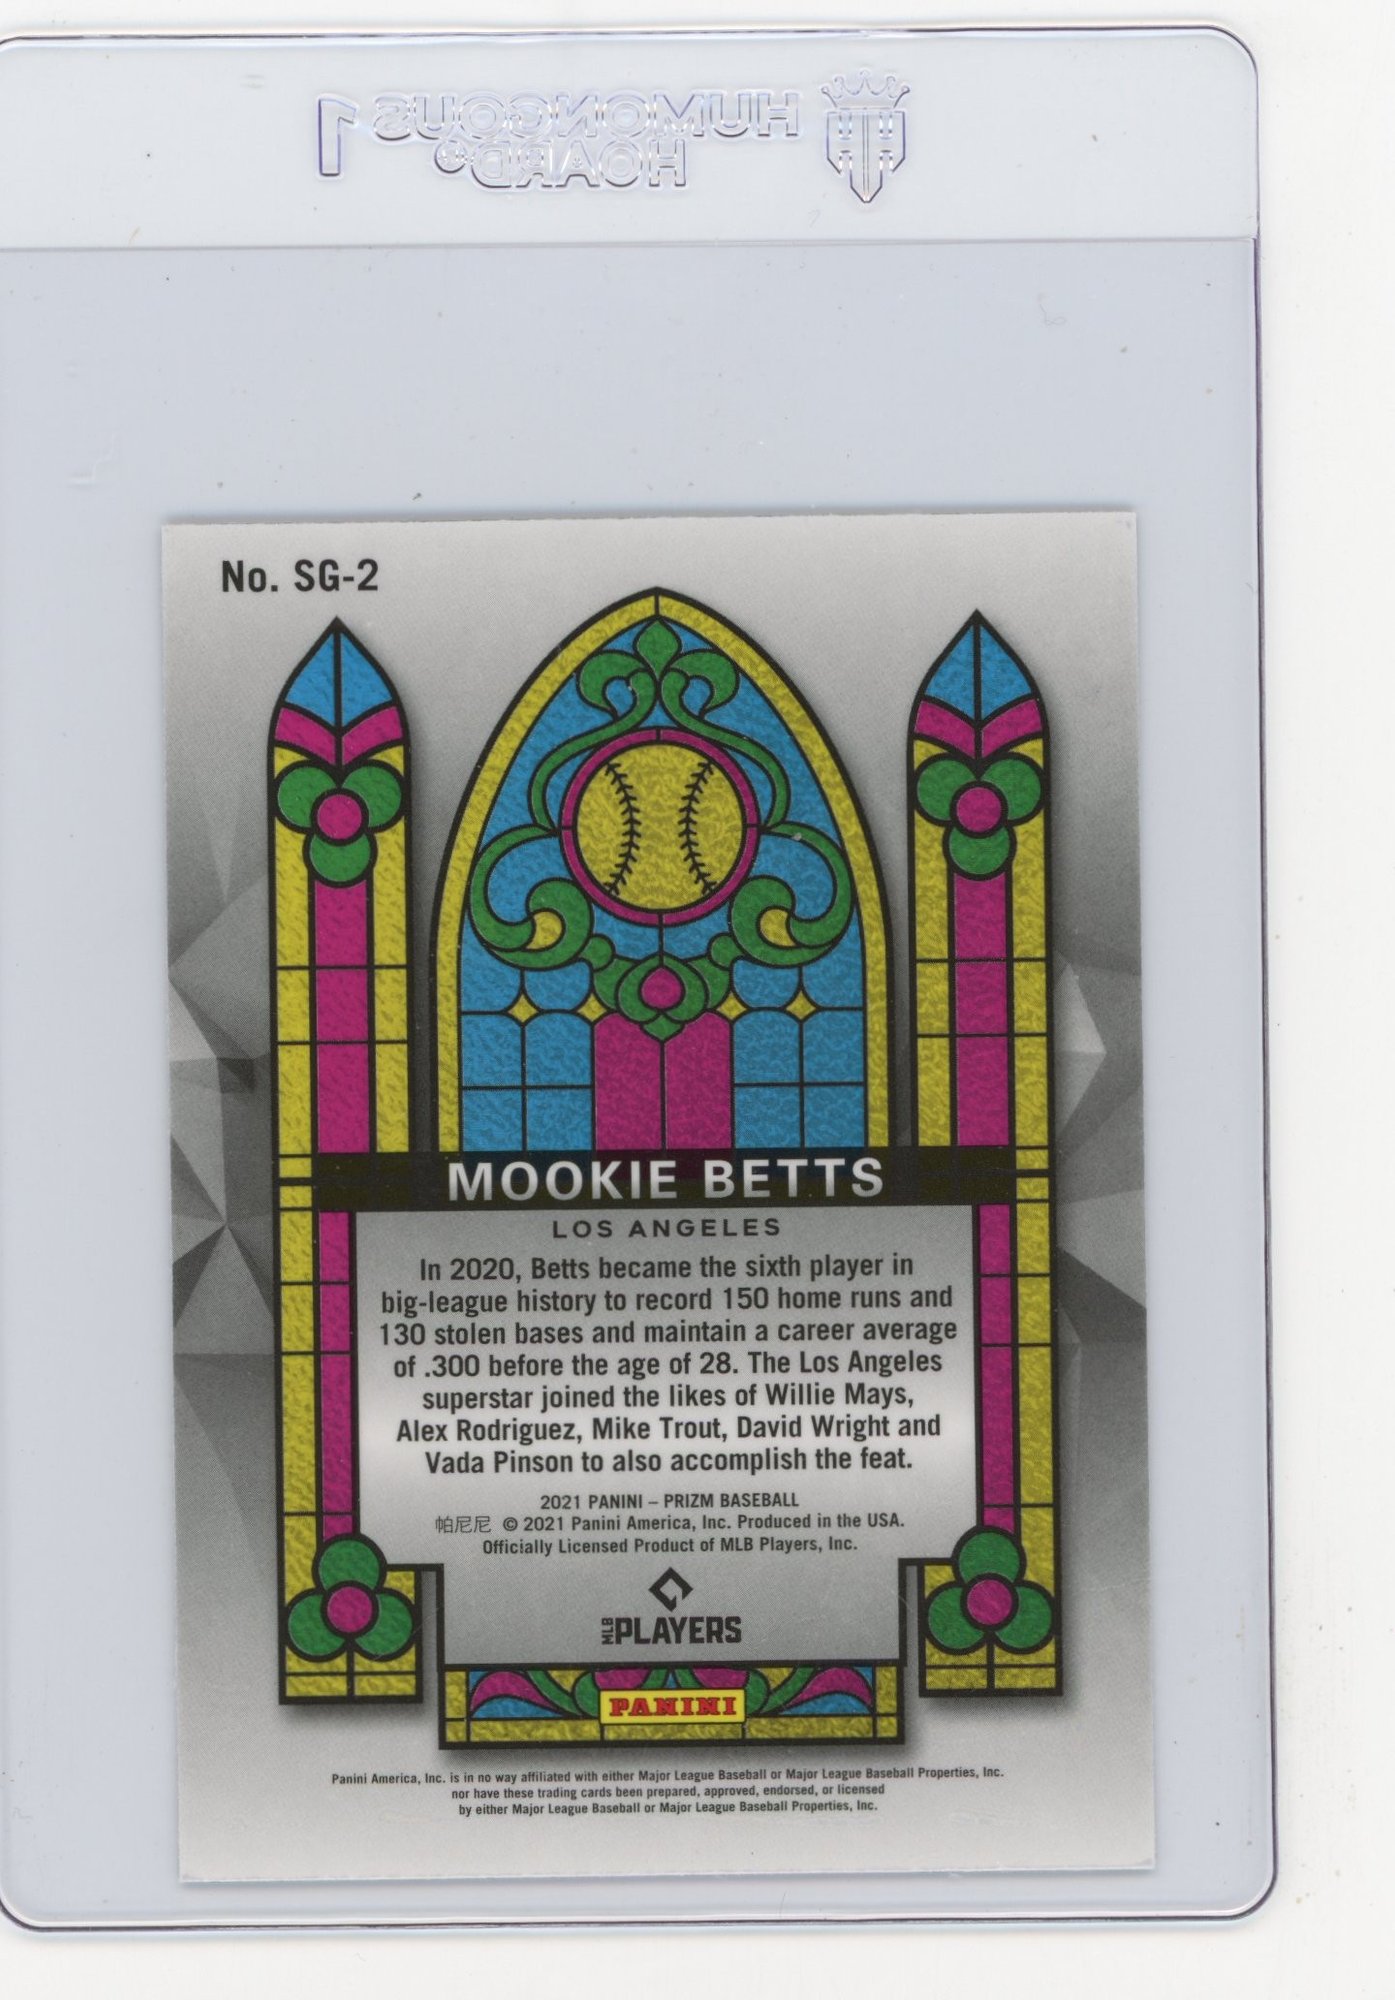 HUMONGOUS 1
HOARD®
No. SG-2
MOOKIE BETTS
LOS ANGELES
In 2020, Betts became the sixth player in
big-league history to record 150 home runs and
130 stolen bases and maintain a career average
of .300 before the age of 28. The Los Angeles
superstar joined the likes of Willie Mays,
Alex Rodriguez, Mike Trout, David Wright and
Vada Pinson to also accomplish the feat.
2021 PANINI – PRIZM BASEBALL
帕尼尼 © 2021 Panini America, Inc. Produced in the USA.
Officially Licensed Product of MLB Players, Inc.
MLB PLAYERS
PANINI
Panini America, Inc. is in no way affiliated with either Major League Baseball or Major League Baseball Properties, Inc.
nor have these trading cards been prepared, approved, endorsed, or licensed
by either Major League Baseball or Major League Baseball Properties, Inc.